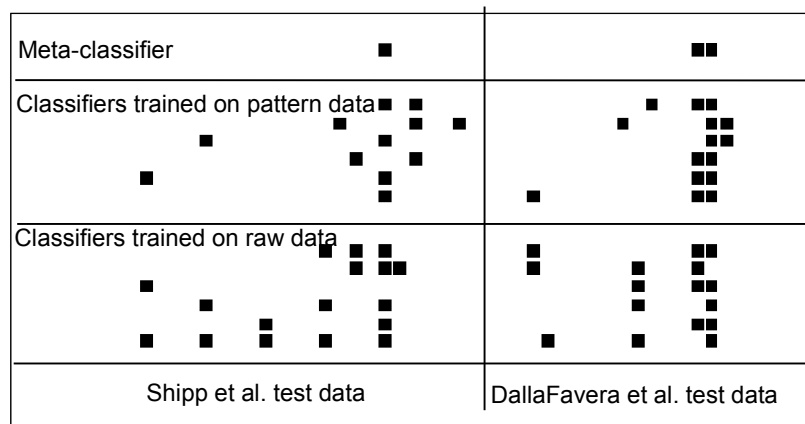 Meta-classifier
Classifiers trained on pattern data
Classifiers trained on raw data
Shipp et al. test data
DallaFavera et al. test data